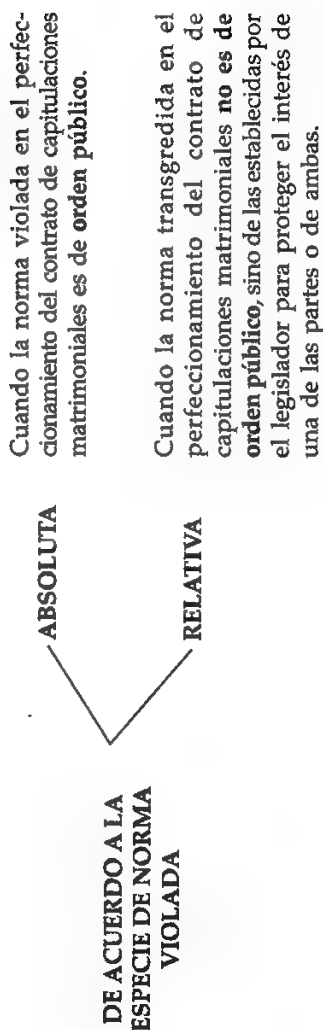 DE ACUERDO A LA
ESPECIE DE NORMA
VIOLADA
ABSOLUTA
Cuando la norma violada en el perfec-
cionamiento del contrato de capitulaciones
matrimoniales es de orden público.
RELATIVA
Cuando la norma transgredida en el
perfeccionamiento del contrato de
capitulaciones matrimoniales no es de
orden público, sino de las establecidas por
el legislador para proteger el interés de
una de las partes o de ambas.